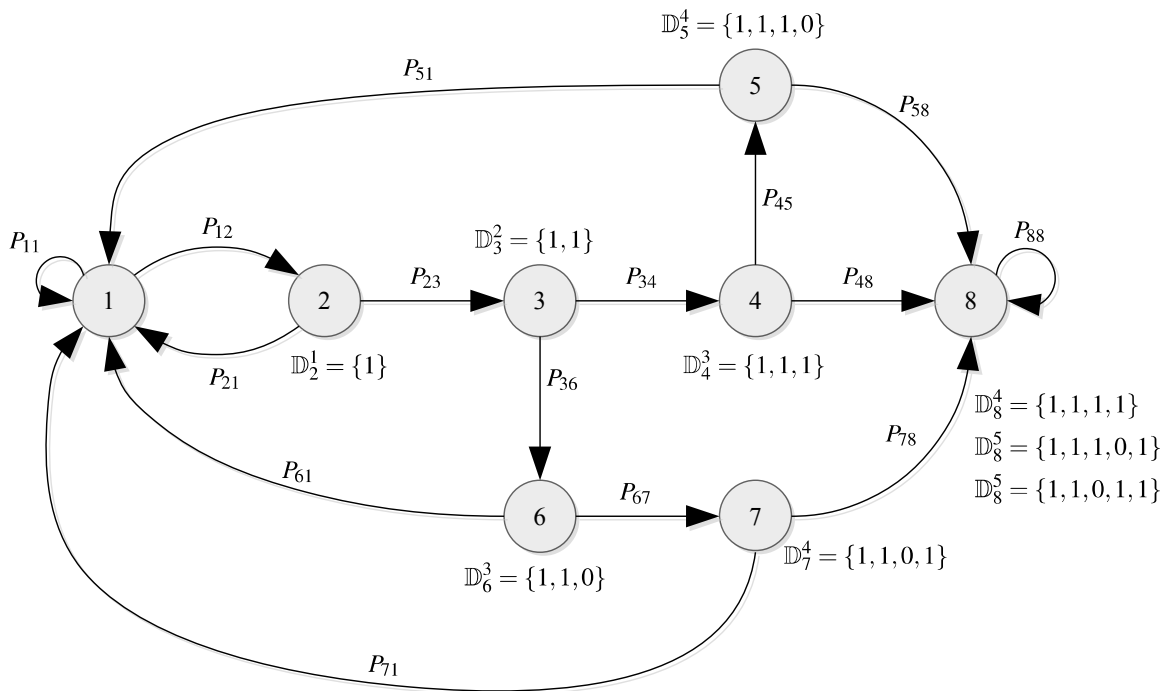 𝔻₅⁴ = {1, 1, 1, 0}
P₅₁
5
P₅₈
P₄₅
P₁₁
P₁₂
𝔻₃² = {1, 1}
P₈₈
P₂₃
P₃₄
P₄₈
1
2
3
4
8
P₂₁
𝔻₂¹ = {1}
P₃₆
𝔻₄³ = {1, 1, 1}
𝔻₈⁴ = {1, 1, 1, 1}
P₇₈
𝔻₈⁵ = {1, 1, 1, 0, 1}
P₆₁
P₆₇
𝔻₈⁵ = {1, 1, 0, 1, 1}
6
7
𝔻₇⁴ = {1, 1, 0, 1}
𝔻₆³ = {1, 1, 0}
P₇₁